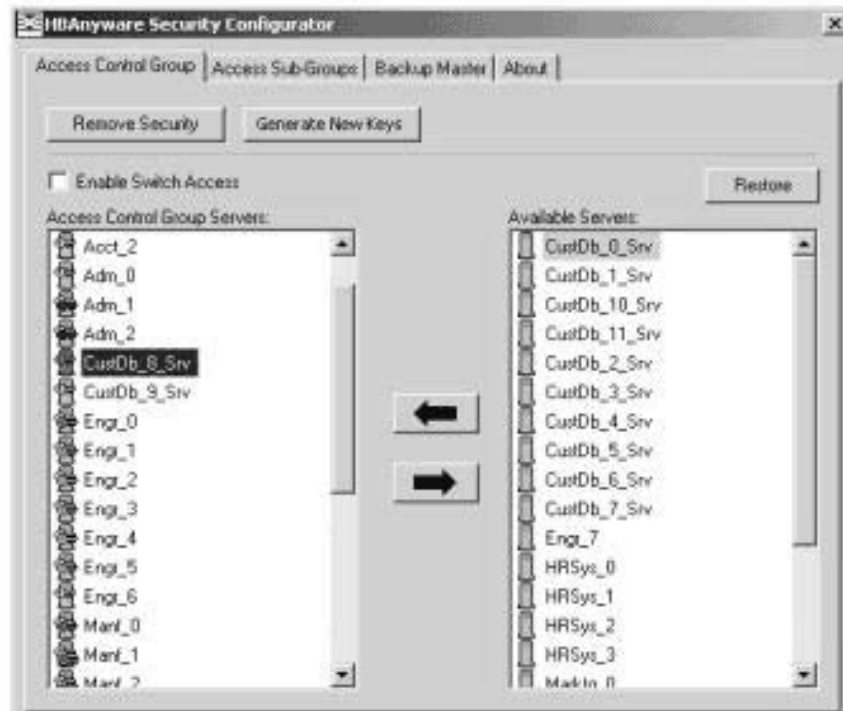 HBAnyware Security Configurator
Access Control Group Access Sub-Groups Backup Master About
Remove Security Generate New Keys
Enable Switch Access
Restore
Access Control Group Servers:
Acct_2
Adm_0
Adm_1
Adm_2
CustDb_8_Srv
CustDb_9_Srv
Engr_0
Engr_1
Engr_2
Engr_3
Engr_4
Engr_5
Engr_6
Manf_0
Manf_1
Manf_2
Available Servers:
CustDb_0_Srv
CustDb_1_Srv
CustDb_10_Srv
CustDb_11_Srv
CustDb_2_Srv
CustDb_3_Srv
CustDb_4_Srv
CustDb_5_Srv
CustDb_6_Srv
CustDb_7_Srv
Engr_7
HRSys_0
HRSys_1
HRSys_2
HRSys_3
Marktn_0